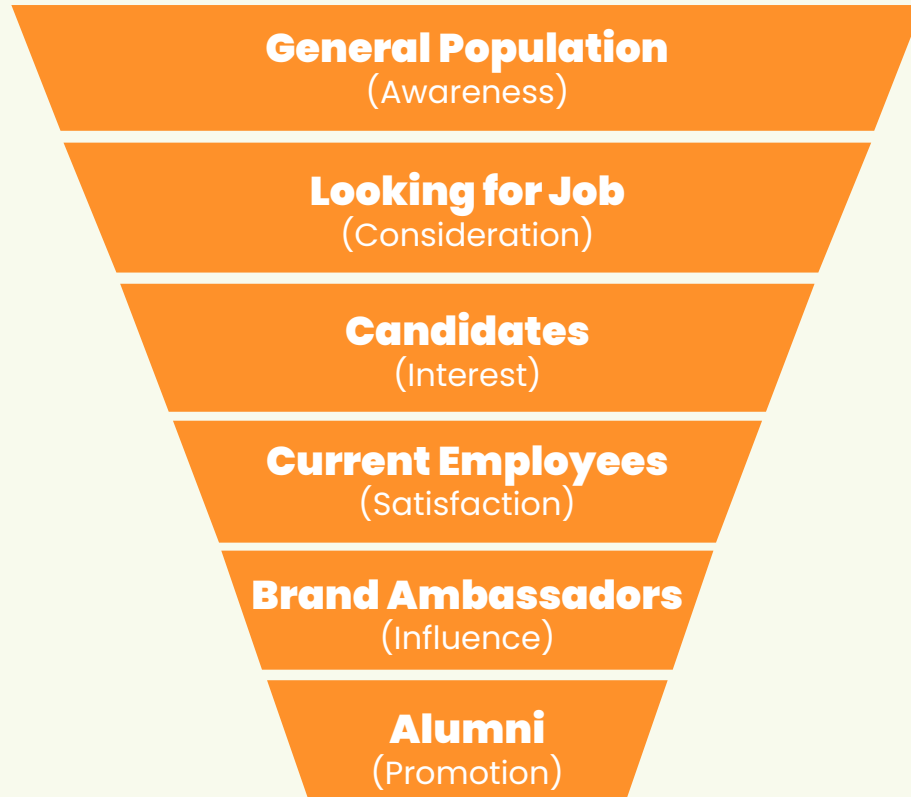 General Population
(Awareness)
Looking for Job
(Consideration)
Candidates
(Interest)
Current Employees
(Satisfaction)
Brand Ambassadors
(Influence)
Alumni
(Promotion)